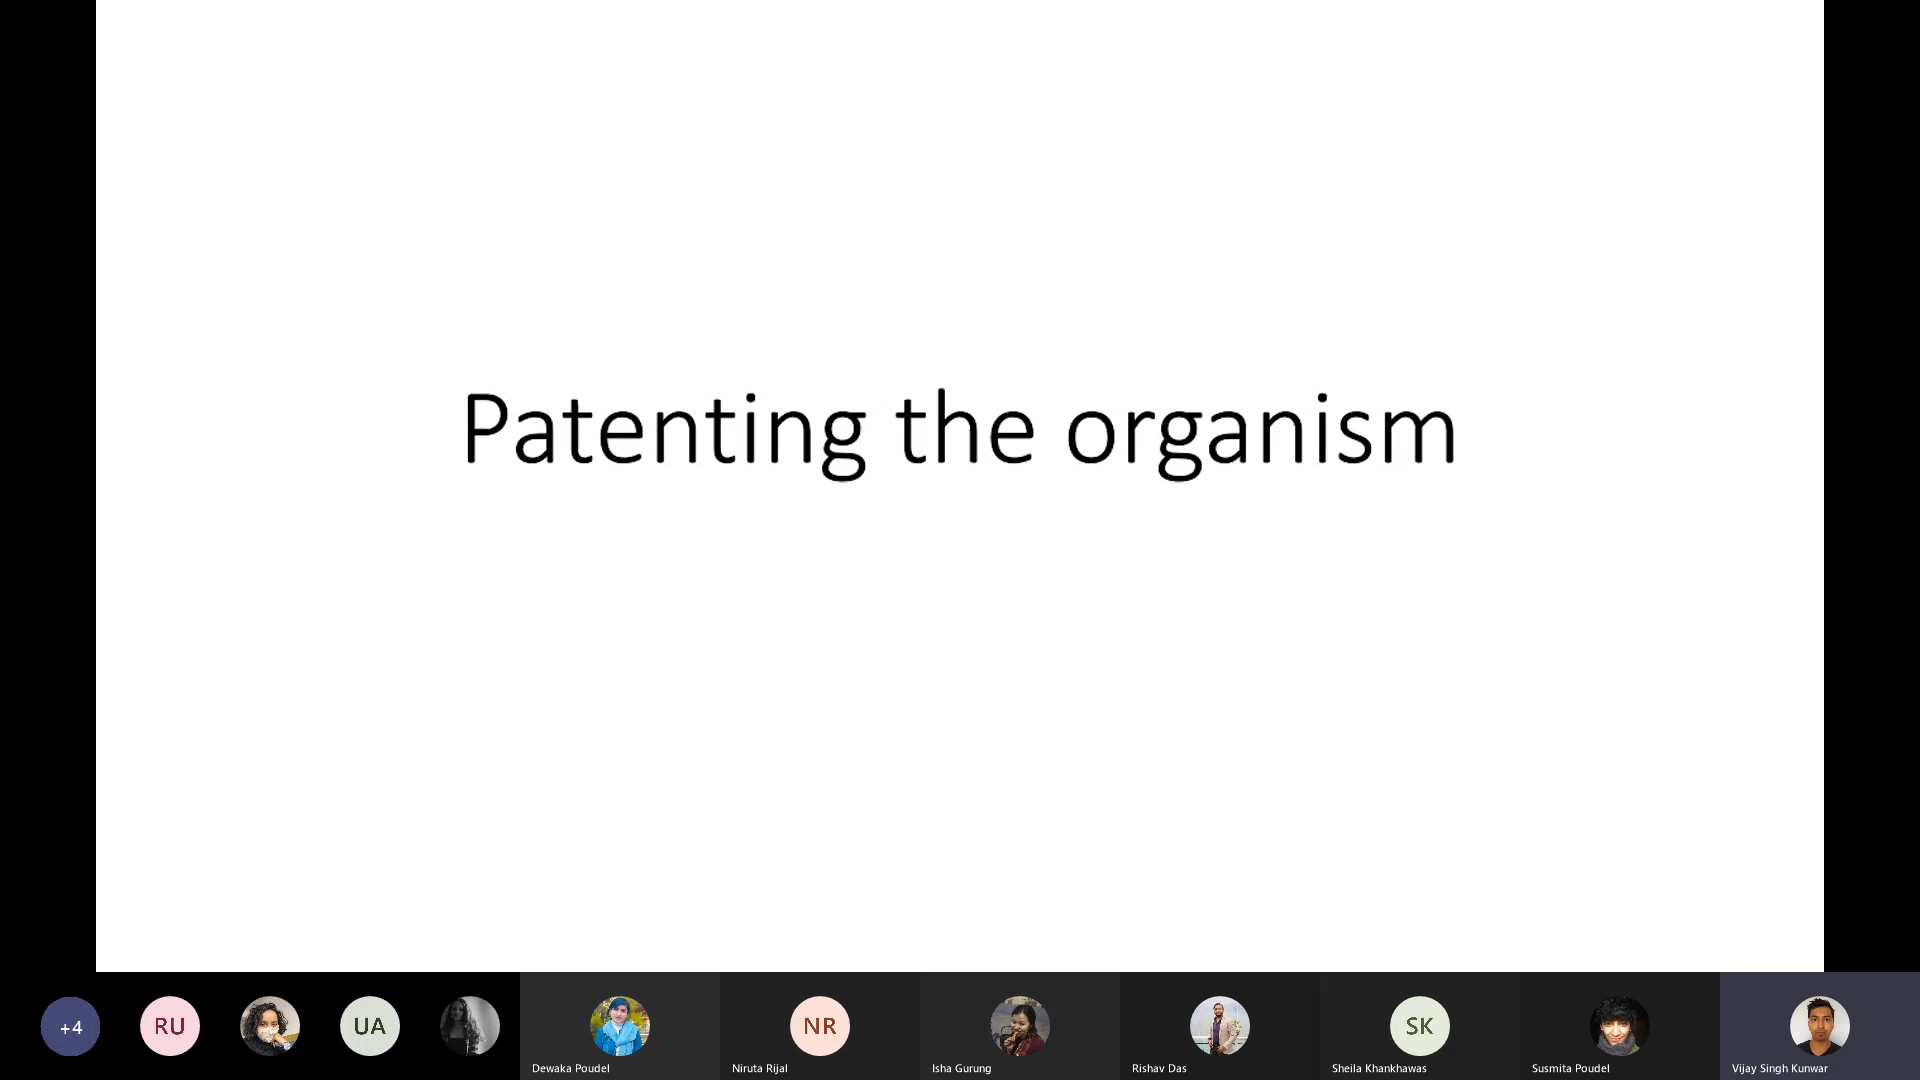 Patenting the organism
+4
RU
UA
NR
SK
Dewaka Poudel
Niruta Rijal
Isha Gurung
Rishav Das
Sheila Khankhawas
Susmita Poudel
Vijay Singh Kunwar